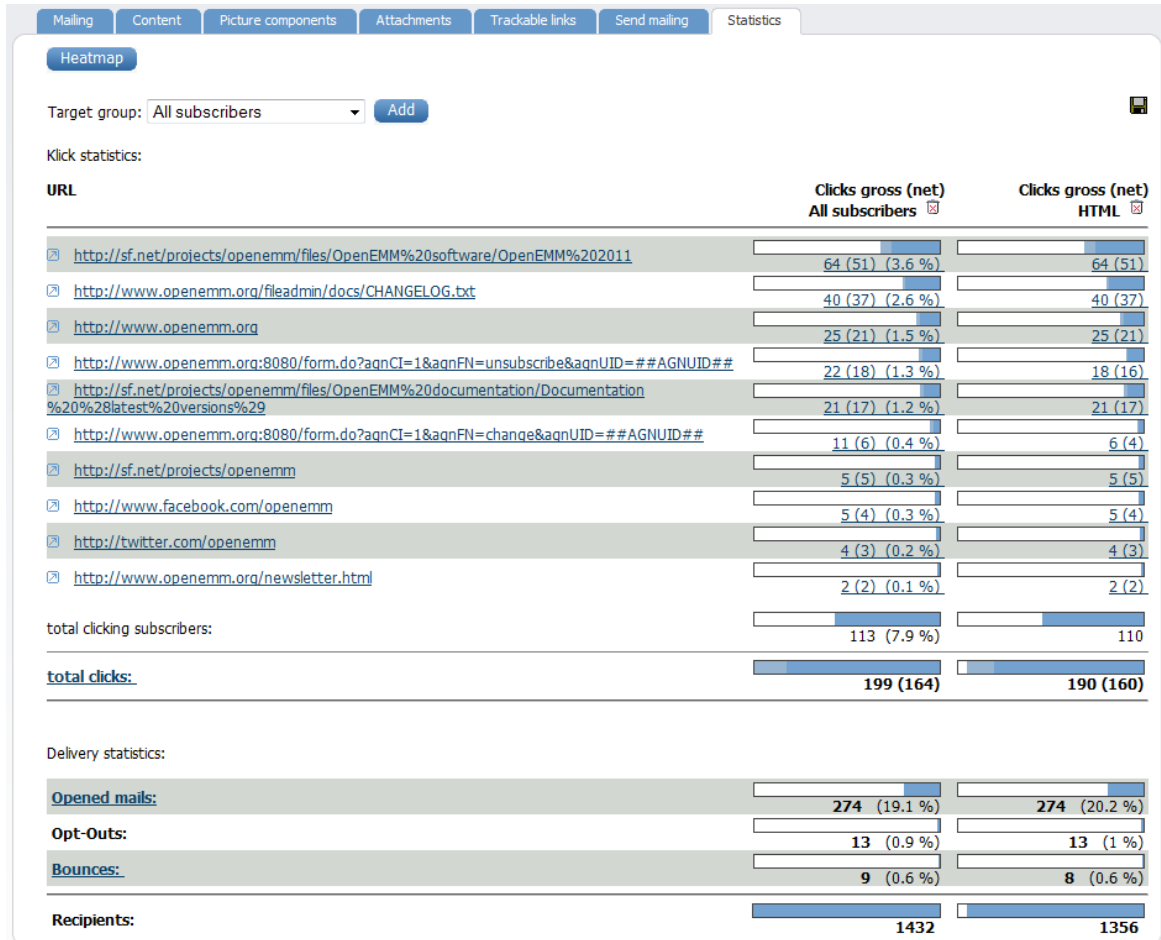 Mailing Content Picture components Attachments Trackable links Send mailing Statistics
Heatmap
Target group: All subscribers Add
Klick statistics:
URL Clicks gross (net) Clicks gross (net)
All subscribers HTML
http://sf.net/projects/openemm/files/OpenEMM%20software/OpenEMM%202011
64 (51) (3.6 %) 64 (51)
http://www.openemm.org/fileadmin/docs/CHANGELOG.txt
40 (37) (2.6 %) 40 (37)
http://www.openemm.org
25 (21) (1.5 %) 25 (21)
http://www.openemm.org:8080/form.do?agnCI=1&agnFN=unsubscribe&agnUID=##AGNUID##
22 (18) (1.3 %) 18 (16)
http://sf.net/projects/openemm/files/OpenEMM%20documentation/Documentation
%20%28latest%20versions%29 21 (17) (1.2 %) 21 (17)
http://www.openemm.org:8080/form.do?agnCI=1&agnFN=change&agnUID=##AGNUID##
11 (6) (0.4 %) 6 (4)
http://sf.net/projects/openemm
5 (5) (0.3 %) 5 (5)
http://www.facebook.com/openemm
5 (4) (0.3 %) 5 (4)
http://twitter.com/openemm
4 (3) (0.2 %) 4 (3)
http://www.openemm.org/newsletter.html
2 (2) (0.1 %) 2 (2)
total clicking subscribers:
113 (7.9 %) 110
total clicks:
199 (164) 190 (160)
Delivery statistics:
Opened mails:
274 (19.1 %) 274 (20.2 %)
Opt-Outs:
13 (0.9 %) 13 (1 %)
Bounces:
9 (0.6 %) 8 (0.6 %)
Recipients:
1432 1356